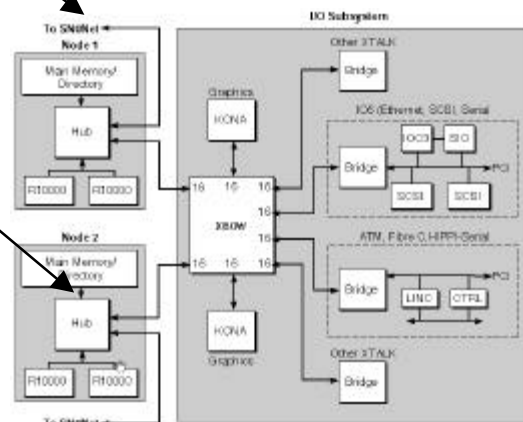 I/O Subsystem
To SN0Net
Node 1
Main Memory/
Directory
Hub
R10000 R10000
Node 2
Main Memory/
Directory
Hub
R10000 R10000
To SN0Net
Graphics
KONA
16 16 16
16
XBOW
16
16 16 16
KONA
Graphics
Other XTALK
Bridge
IO6 (Ethernet, SCSI, Serial
Bridge
IOC3 SIO
PCI
SCSI SCSI
ATM, Fibre C, HIPPI-Serial
Bridge
PCI
LINC CTRL
Other XTALK
Bridge